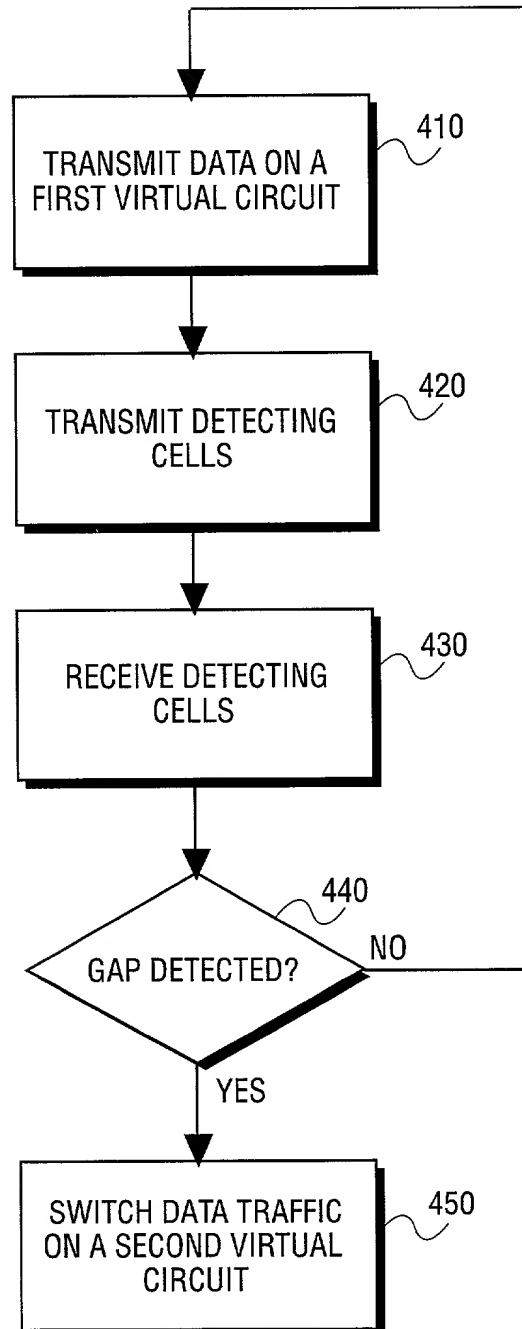 TRANSMIT DATA ON A
FIRST VIRTUAL CIRCUIT
410
TRANSMIT DETECTING
CELLS
420
RECEIVE DETECTING
CELLS
430
GAP DETECTED?
440
NO
YES
SWITCH DATA TRAFFIC
ON A SECOND VIRTUAL
CIRCUIT
450